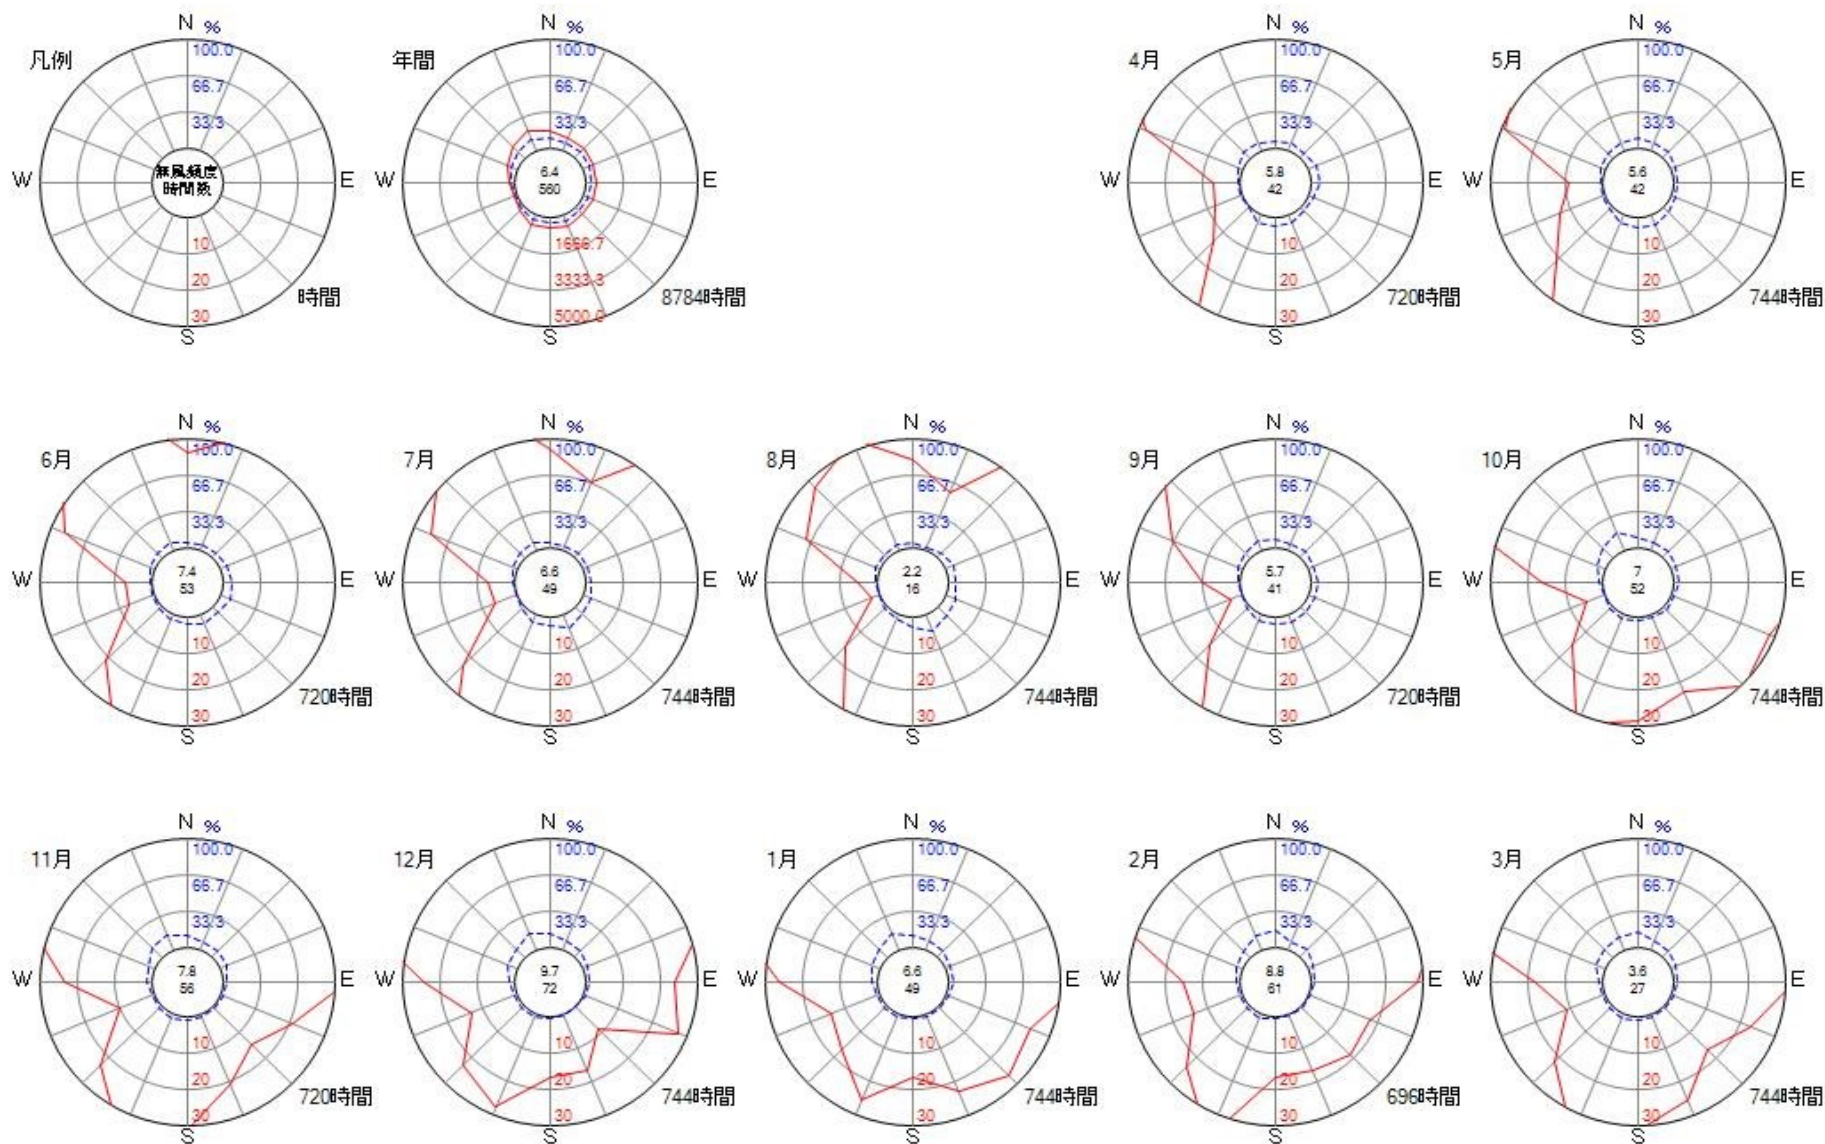 N %
凡例
100.0
66.7
33.3
W
無風頻度
時間数
E
10
20
30
時間
S
N %
年間
100.0
66.7
33.3
W
6.4
560
E
1666.7
3333.3
5000.0
8784時間
S
N %
4月
100.0
66.7
33.3
W
5.8
42
E
10
20
30
720時間
S
N %
5月
100.0
66.7
33.3
W
5.6
42
E
10
20
30
744時間
S
N %
6月
100.0
66.7
33.3
W
7.4
53
E
10
20
30
720時間
S
N %
7月
100.0
66.7
33.3
W
6.6
49
E
10
20
30
744時間
S
N %
8月
100.0
66.7
33.3
W
2.2
16
E
10
20
30
744時間
S
N %
9月
100.0
66.7
33.3
W
5.7
41
E
10
20
30
720時間
S
N %
10月
100.0
66.7
33.3
W
7
52
E
10
20
30
744時間
S
N %
11月
100.0
66.7
33.3
W
7.8
56
E
10
20
30
720時間
S
N %
12月
100.0
66.7
33.3
W
9.7
72
E
10
20
30
744時間
S
N %
1月
100.0
66.7
33.3
W
6.6
49
E
10
20
30
744時間
S
N %
2月
100.0
66.7
33.3
W
8.8
61
E
10
20
30
696時間
S
N %
3月
100.0
66.7
33.3
W
3.6
27
E
10
20
30
744時間
S